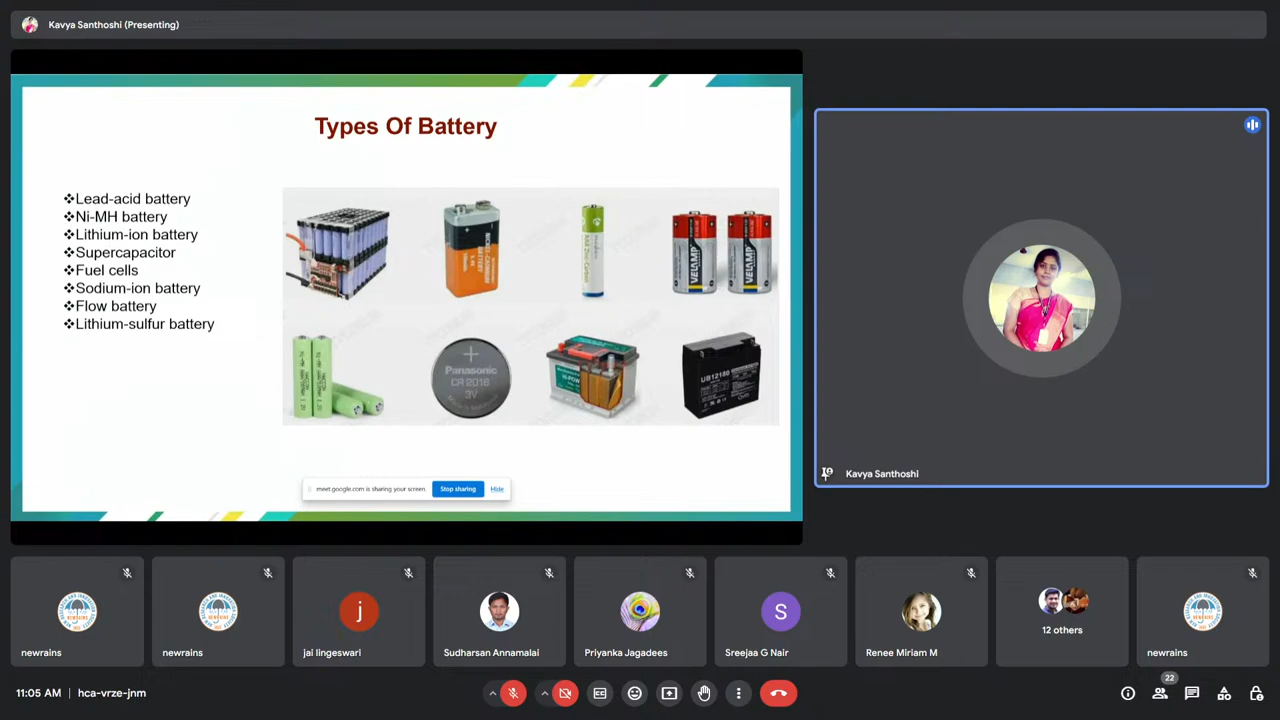 Kavya Santhoshi (Presenting)
Types Of Battery
❖Lead-acid battery
❖Ni-MH battery
❖Lithium-ion battery
❖Supercapacitor
❖Fuel cells
❖Sodium-ion battery
❖Flow battery
❖Lithium-sulfur battery
BATTERY
VELAMP
VELAMP
+
Panasonic
CR 2016
3V
UB12180
meet.google.com is sharing your screen.
Stop sharing
Hide
Kavya Santhoshi
newrains
newrains
j
jai lingeswari
Sudharsan Annamalai
Priyanka Jagadees
S
Sreejaa G Nair
Renee Miriam M
12 others
newrains
11:05 AM | hca-vrze-jnm
22